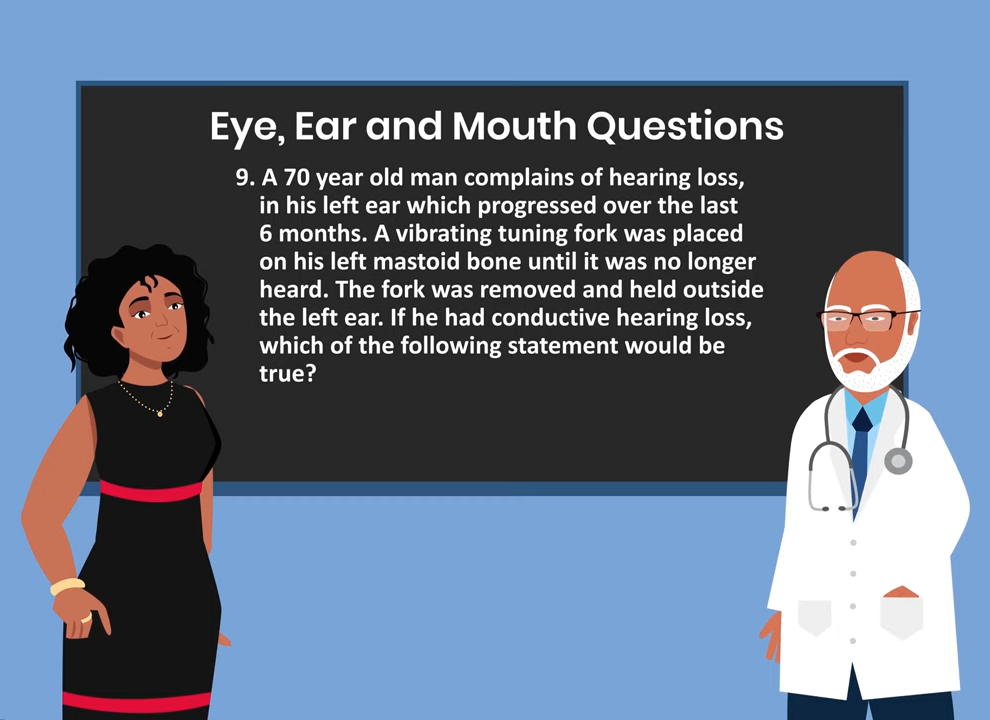 Eye, Ear and Mouth Questions
9. A 70 year old man complains of hearing loss,
in his left ear which progressed over the last
6 months. A vibrating tuning fork was placed
on his left mastoid bone until it was no longer
heard. The fork was removed and held outside
the left ear. If he had conductive hearing loss,
which of the following statement would be
true?